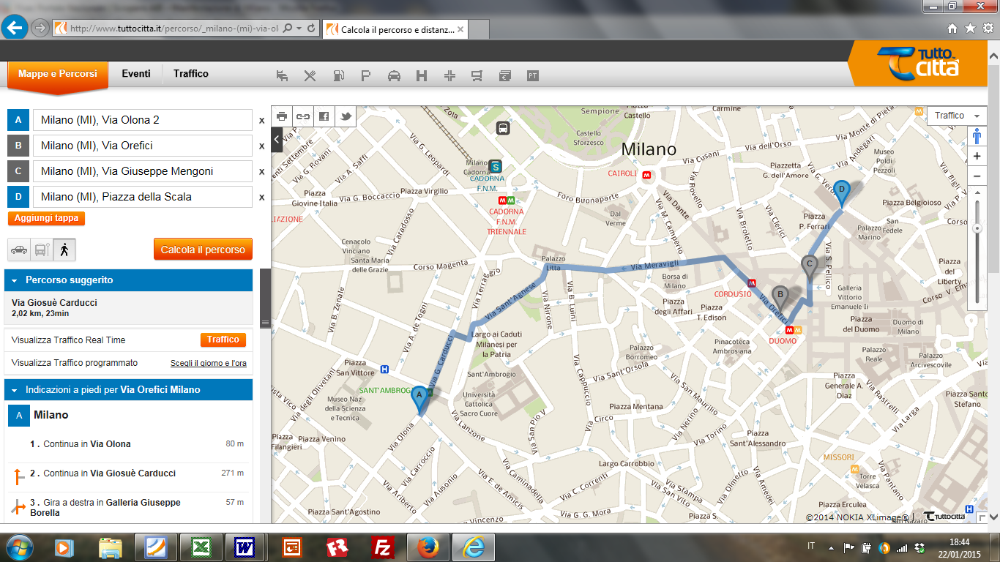 http://www.tuttocitta.it/percorso/_milano-(mi)-via-ol
Calcola il percorso e distanz...
Mappe e Percorsi
Eventi
Traffico
PT
TUTTO
CITTÀ
A
Milano (MI), Via Olona 2
x
B
Milano (MI), Via Orefici
x
C
Milano (MI), Via Giuseppe Mengoni
x
D
Milano (MI), Piazza della Scala
x
Aggiungi tappa
Calcola il percorso
Percorso suggerito
Via Giosuè Carducci
2,02 km, 23min
Visualizza Traffico Real Time
Traffico
Visualizza Traffico programmato
Scegli il giorno e l'ora
Indicazioni a piedi per Via Orefici Milano
A
Milano
1 . Continua in Via Olona
80 m
2 . Continua in Via Giosuè Carducci
271 m
3 . Gira a destra in Galleria Giuseppe
Borella
57 m
Traffico
Zola
Sempione
Piazza
Castello
Carmine
Via Monte di Pieta
Castello
Sforzesco
Milano
Via dell'Orso
Via Cusani
Via Andegari
Museo
Poldi
Pezzoli
Via Bigli
Milano
Cadorna
S
CADORNA
F.N.M.
CAIROLI
Piazzetta
G. dell'Amore
Via G. Verdi
D
Piazza Belgioioso
Via G. Rovani
Via A. Saffi
Via G. Leopardi
Piazza Virgilio
Via G. Boccaccio
Piazza
Giovine Italia
Foro Buonaparte
Via Rovello
Via Dante
CADORNA
F.N.M.
TRIENNALE
Dal
Verme
Via M. Camperio
Via Broletto
Via Clerici
Piazza
P. Ferrari
San
Fedele
Palazzo
Marino
Via Caradosso
Cenacolo
Vinciano
Santa Maria
delle Grazie
Corso Magenta
Palazzo
Litta
Via Meravigli
Borsa di
Milano
CORDUSIO
C
Via S. Pellico
Piazza
del Liberty
Via B. Zenale
Via A. de Togni
Via Terraggio
Via Sant'Agnese
Via Nirone
Via B. Luini
Piazza
degli Affari
Piazza
T. Edison
B
Via Orefici
Galleria
Vittorio
Emanuele Ii
Corso V. Em
Piazza
del Duomo
Duomo di
Milano
DUOMO
Largo ai Caduti
Milanesi per
la Patria
Via G. Carducci
Palazzo
Borromeo
Pinacoteca
Ambrosiana
Palazzo
Reale
Palazzo
Arcivescovile
Piazza
San Vittore
Via degli Olivetani
Sant'Ambrogio
Via Cappuccio
Via Sant'Orsola
Piazza
Generale A.
Diaz
Via Rastrelli
Piazza Santo
Stefano
SANT'AMBROG
A
Museo Naz
della Scienza
e Tecnica
Università
Cattolica
Sacro Cuore
Piazza Mentana
Via San Maurilio
Via Larga
Piazza Venino
Piazza
Filangieri
Via Olona
Via Lanzone
Via San Pio V
Via Circo
Via Nerino
Via Torino
Piazza
Sant'Alessandro
Via Carroccio
Via Ausonio
Via Caminadella
Largo Carrobbio
MISSORI
Torre
Velasca
Via Ariberto
Via E. de Amicis
Via C. Correnti
Via Stampa
Via San Vito
Via Olmetto
Via Amedei
Piazza Sant'Agostino
San Vincenzo
Via G. G. Mora
Piazza S.
Piazza Erculea
San Nazaro
©2014 NOKIA XLimage® |
Tuttocittà
IT
18:44
22/01/2015